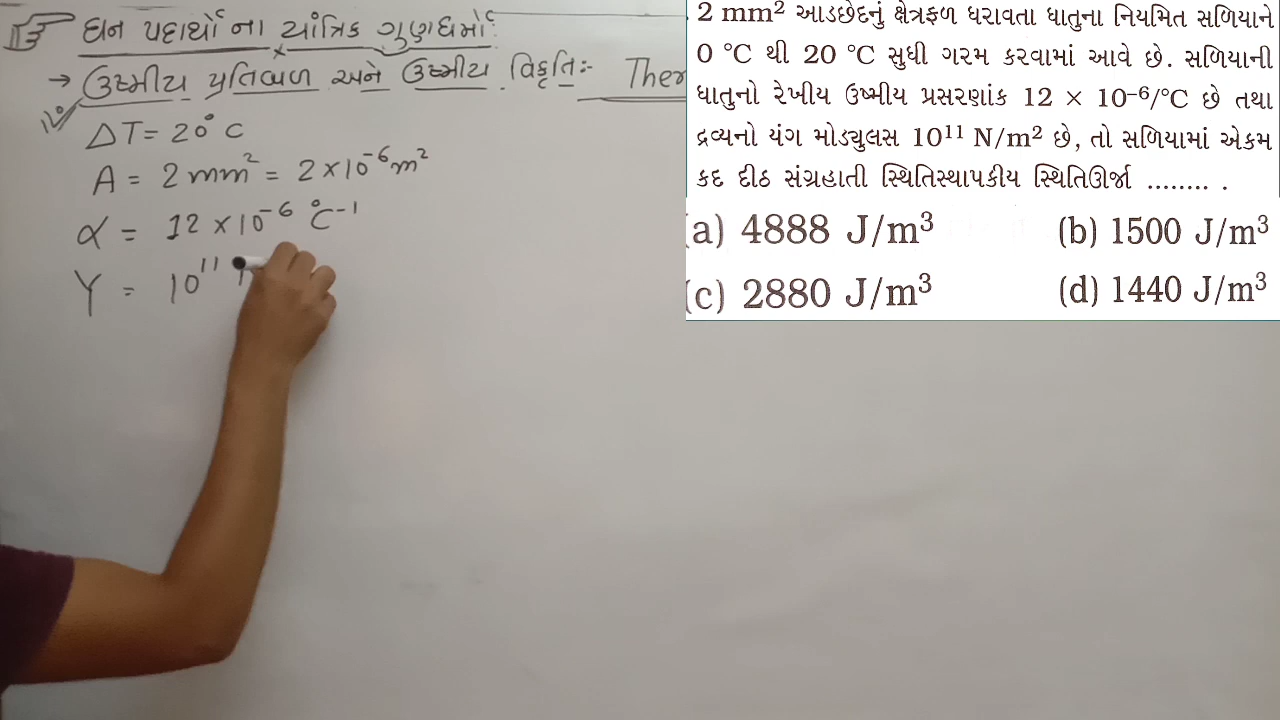 ઘન પદાર્થો ના યાંત્રિક ગુણધર્મો:
→ ઉષ્મીય પ્રતિબળ અને ઉષ્મીય વિકૃતિ:- Ther
ΔT = 20°C
A = 2 mm² = 2 × 10⁻⁶ m²
α = 12 × 10⁻⁶ °C⁻¹
Y = 10¹¹
2 mm² આડછેદનું ક્ષેત્રફળ ધરાવતા ધાતુના નિયમિત સળિયાને
0 °C થી 20 °C સુધી ગરમ કરવામાં આવે છે. સળિયાની
ધાતુનો રેખીય ઉષ્મીય પ્રસરણાંક 12 × 10⁻⁶/°C છે તથા
દ્રવ્યનો યંગ મોડ્યુલસ 10¹¹ N/m² છે, તો સળિયામાં એકમ
કદ દીઠ સંગ્રહાતી સ્થિતિસ્થાપકીય સ્થિતિઊર્જા ........ .
(a) 4888 J/m³ (b) 1500 J/m³
(c) 2880 J/m³ (d) 1440 J/m³